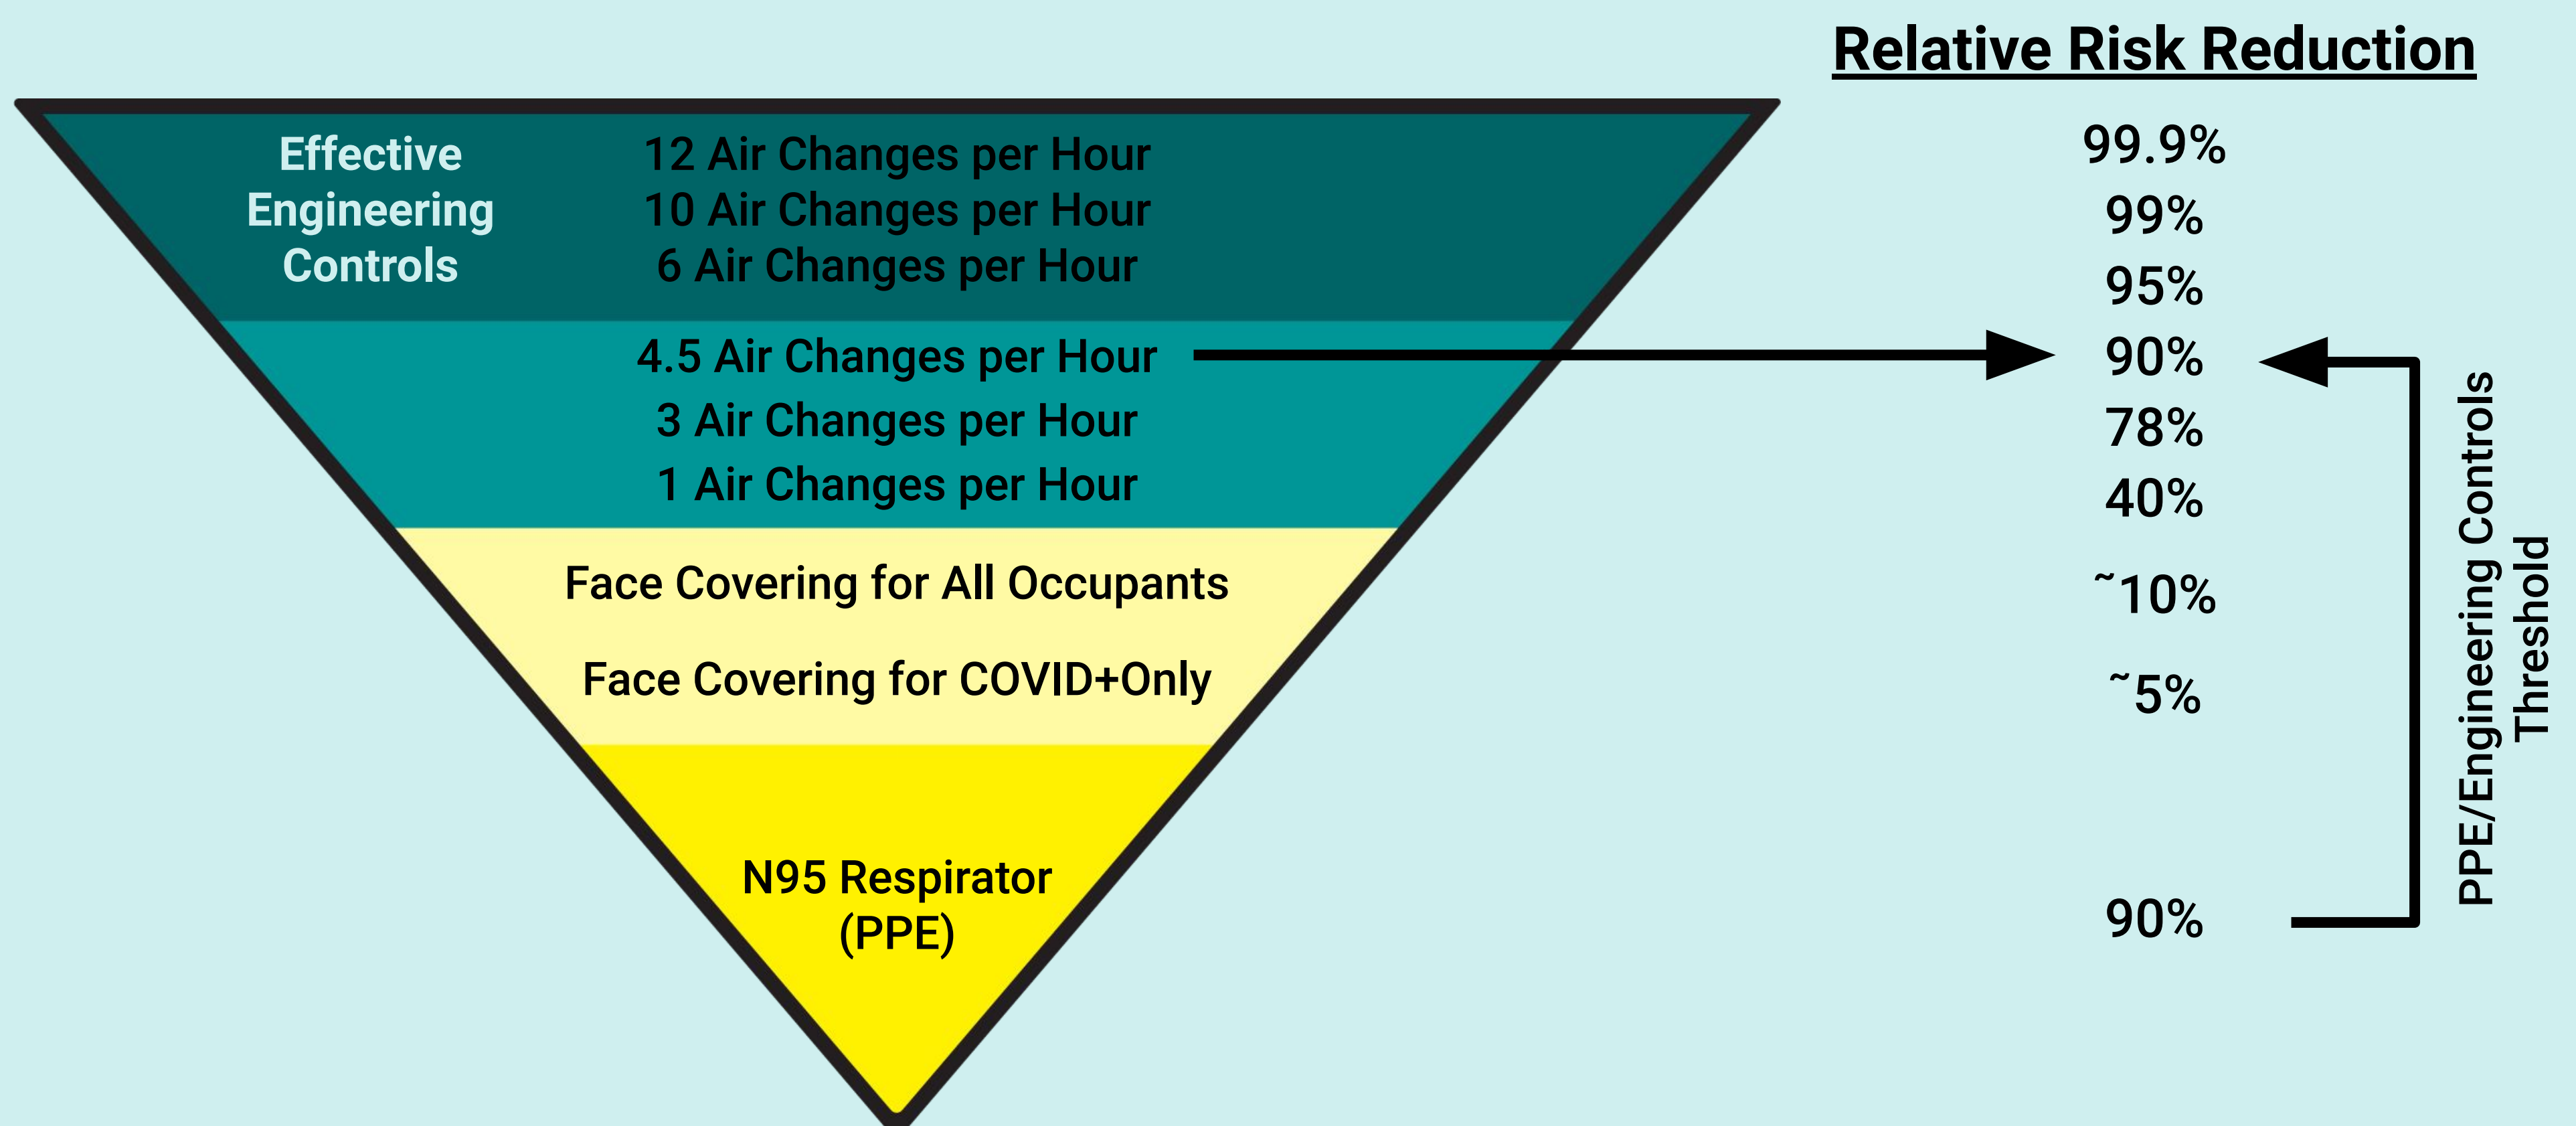 Relative Risk Reduction
Effective
Engineering
Controls
12 Air Changes per Hour
10 Air Changes per Hour
6 Air Changes per Hour
4.5 Air Changes per Hour
3 Air Changes per Hour
1 Air Changes per Hour
Face Covering for All Occupants
Face Covering for COVID+Only
N95 Respirator
(PPE)
99.9%
99%
95%
90%
78%
40%
~10%
~5%
90%
PPE/Engineering Controls
Threshold